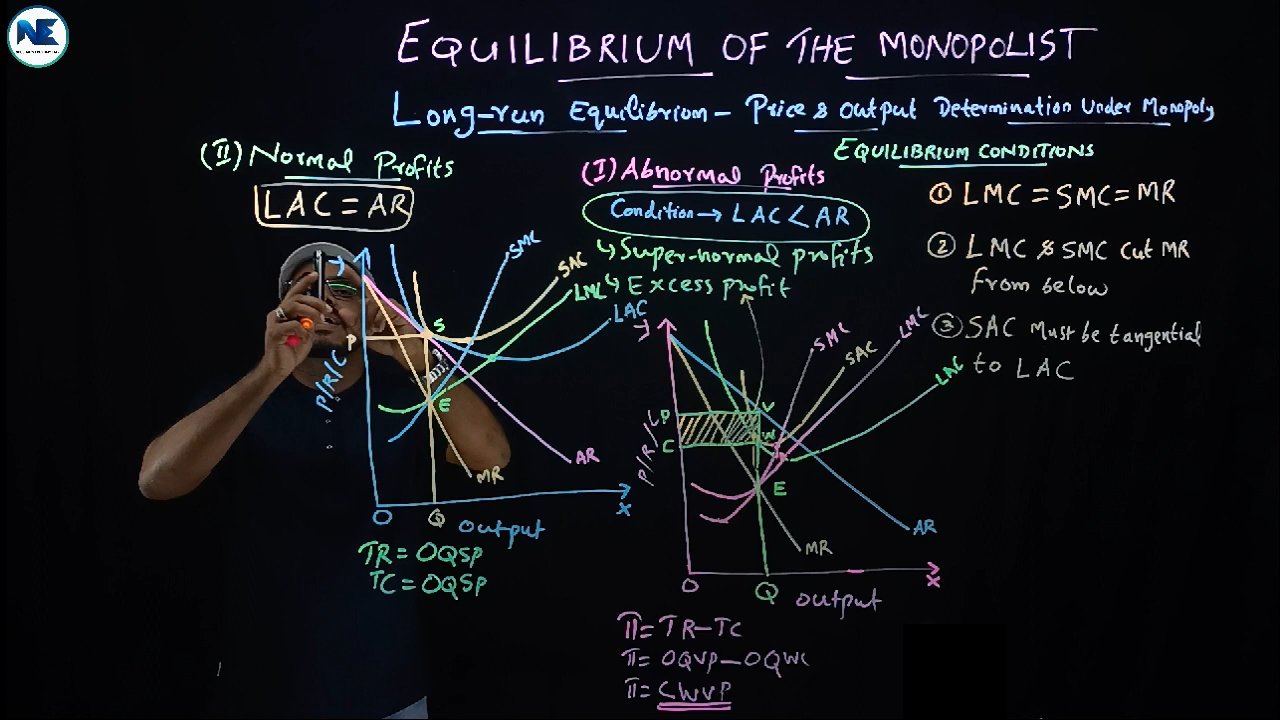 NE
EQUILIBRIUM OF THE MONOPOLIST
Long-run Equilibrium - Price & output Determination Under Monopoly
(II) Normal Profits
LAC = AR
Y
P
P/R/C
S
E
SMC
SAC
LMC
LAC
AR
MR
O
Q
output
X
TR = OQSP
TC = OQSP
(I) Abnormal Profits
Condition → LAC < AR
↳ Super-normal profits
↳ Excess profit
Y
P
C
P/R/C
V
W
E
SMC
SAC
LMC
LAC
AR
MR
O
Q
output
X
π = TR - TC
π = OQVP - OQWC
π = CWVP
EQUILIBRIUM CONDITIONS
① LMC = SMC = MR
② LMC & SMC cut MR
from below
③ SAC must be tangential
to LAC